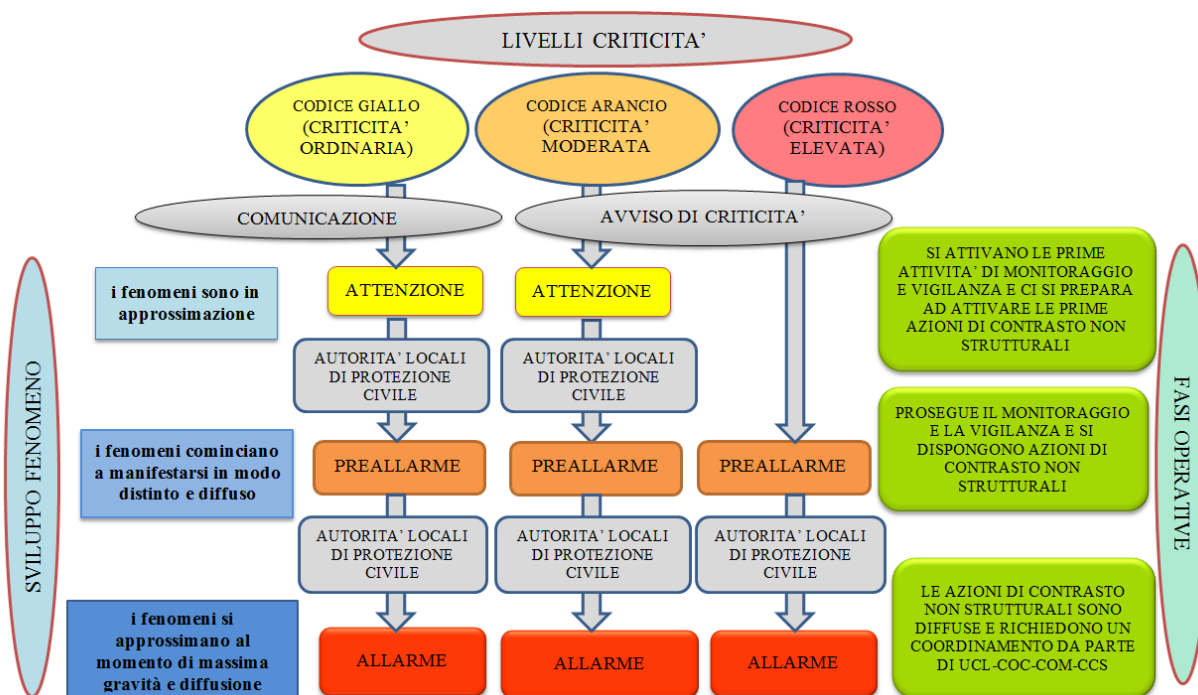 LIVELLI CRITICITA'
CODICE GIALLO
(CRITICITA'
ORDINARIA)
CODICE ARANCIO
(CRITICITA'
MODERATA
CODICE ROSSO
(CRITICITA'
ELEVATA)
COMUNICAZIONE
AVVISO DI CRITICITA'
SVILUPPO FENOMENO
i fenomeni sono in
approssimazione
ATTENZIONE
ATTENZIONE
SI ATTIVANO LE PRIME
ATTIVITA' DI MONITORAGGIO
E VIGILANZA E CI SI PREPARA
AD ATTIVARE LE PRIME
AZIONI DI CONTRASTO NON
STRUTTURALI
FASI OPERATIVE
AUTORITA' LOCALI
DI PROTEZIONE
CIVILE
AUTORITA' LOCALI
DI PROTEZIONE
CIVILE
i fenomeni cominciano
a manifestarsi in modo
distinto e diffuso
PREALLARME
PREALLARME
PREALLARME
PROSEGUE IL MONITORAGGIO
E LA VIGILANZA E SI
DISPONGONO AZIONI DI
CONTRASTO NON
STRUTTURALI
AUTORITA' LOCALI
DI PROTEZIONE
CIVILE
AUTORITA' LOCALI
DI PROTEZIONE
CIVILE
AUTORITA' LOCALI
DI PROTEZIONE
CIVILE
i fenomeni si
approssimano al
momento di massima
gravità e diffusione
ALLARME
ALLARME
ALLARME
LE AZIONI DI CONTRASTO
NON STRUTTURALI SONO
DIFFUSE E RICHIEDONO UN
COORDINAMENTO DA PARTE
DI UCL-COC-COM-CCS